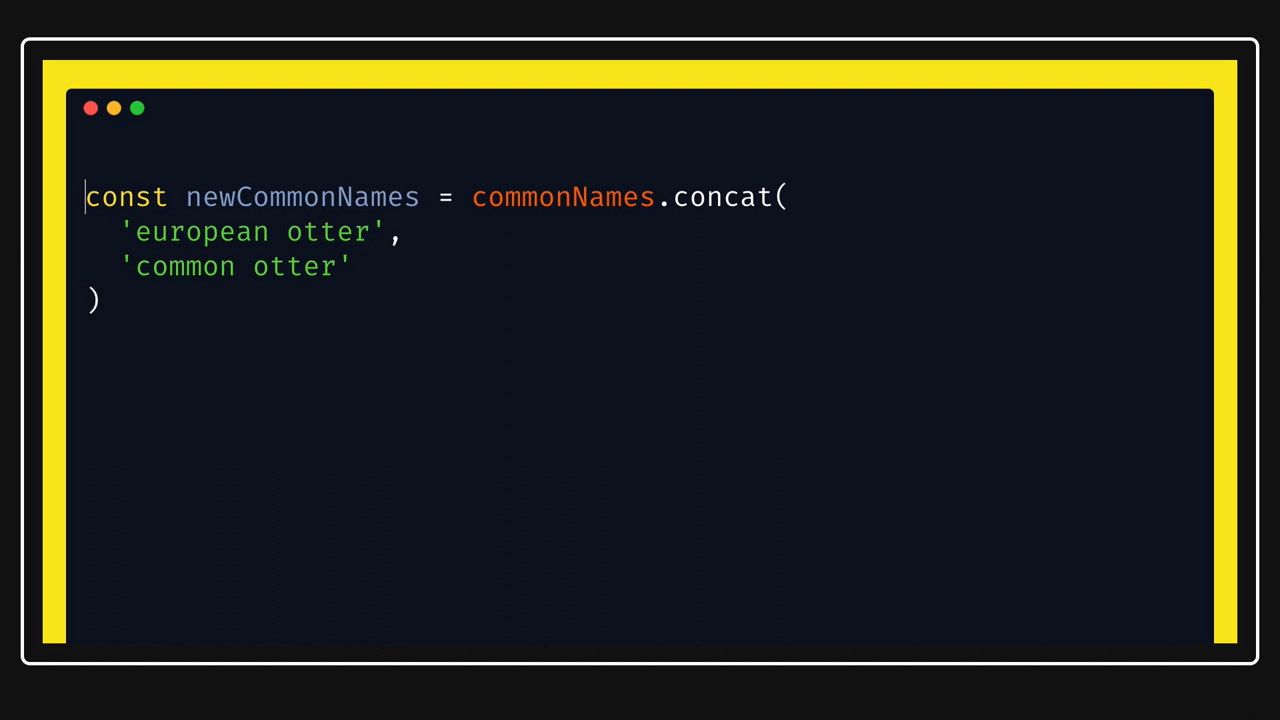 const newCommonNames = commonNames.concat(
  'european otter',
  'common otter'
)